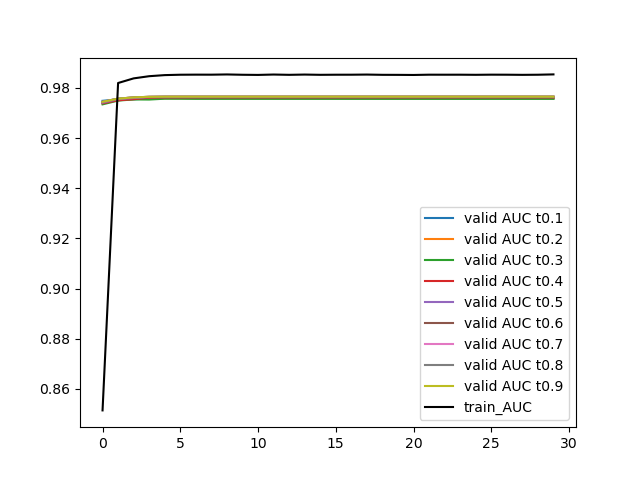 0.98
0.96
0.94
0.92
0.90
0.88
0.86
0 5 10 15 20 25 30
valid AUC t0.1
valid AUC t0.2
valid AUC t0.3
valid AUC t0.4
valid AUC t0.5
valid AUC t0.6
valid AUC t0.7
valid AUC t0.8
valid AUC t0.9
train_AUC